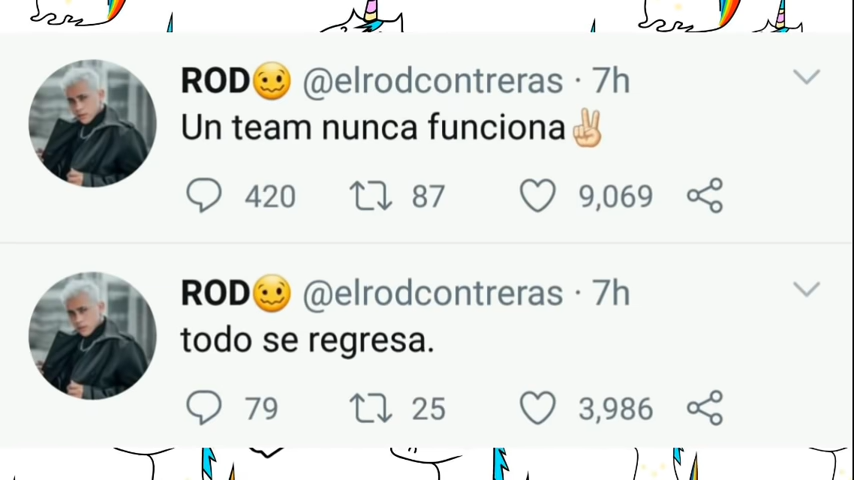 ROD🥴 @elrodcontreras · 7h
Un team nunca funciona✌🏼
420 87 9,069
ROD🥴 @elrodcontreras · 7h
todo se regresa.
79 25 3,986